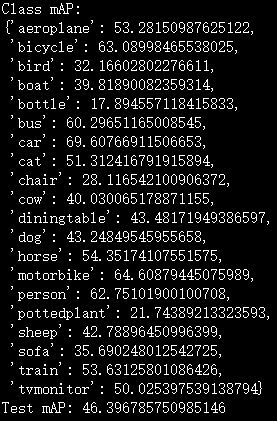 Class mAP:
{'aeroplane': 53.28150987625122,
'bicycle': 63.08998465538025,
'bird': 32.16602802276611,
'boat': 39.81890082359314,
'bottle': 17.894557118415833,
'bus': 60.29651165008545,
'car': 69.60766911506653,
'cat': 51.312416791915894,
'chair': 28.116542100906372,
'cow': 40.030065178871155,
'diningtable': 43.48171949386597,
'dog': 43.24849545955658,
'horse': 54.35174107551575,
'motorbike': 64.60879445075989,
'person': 62.75101900100708,
'pottedplant': 21.74389213323593,
'sheep': 42.78896450996399,
'sofa': 35.690248012542725,
'train': 53.63125801086426,
'tvmonitor': 50.025397539138794}
Test mAP: 46.396785750985146